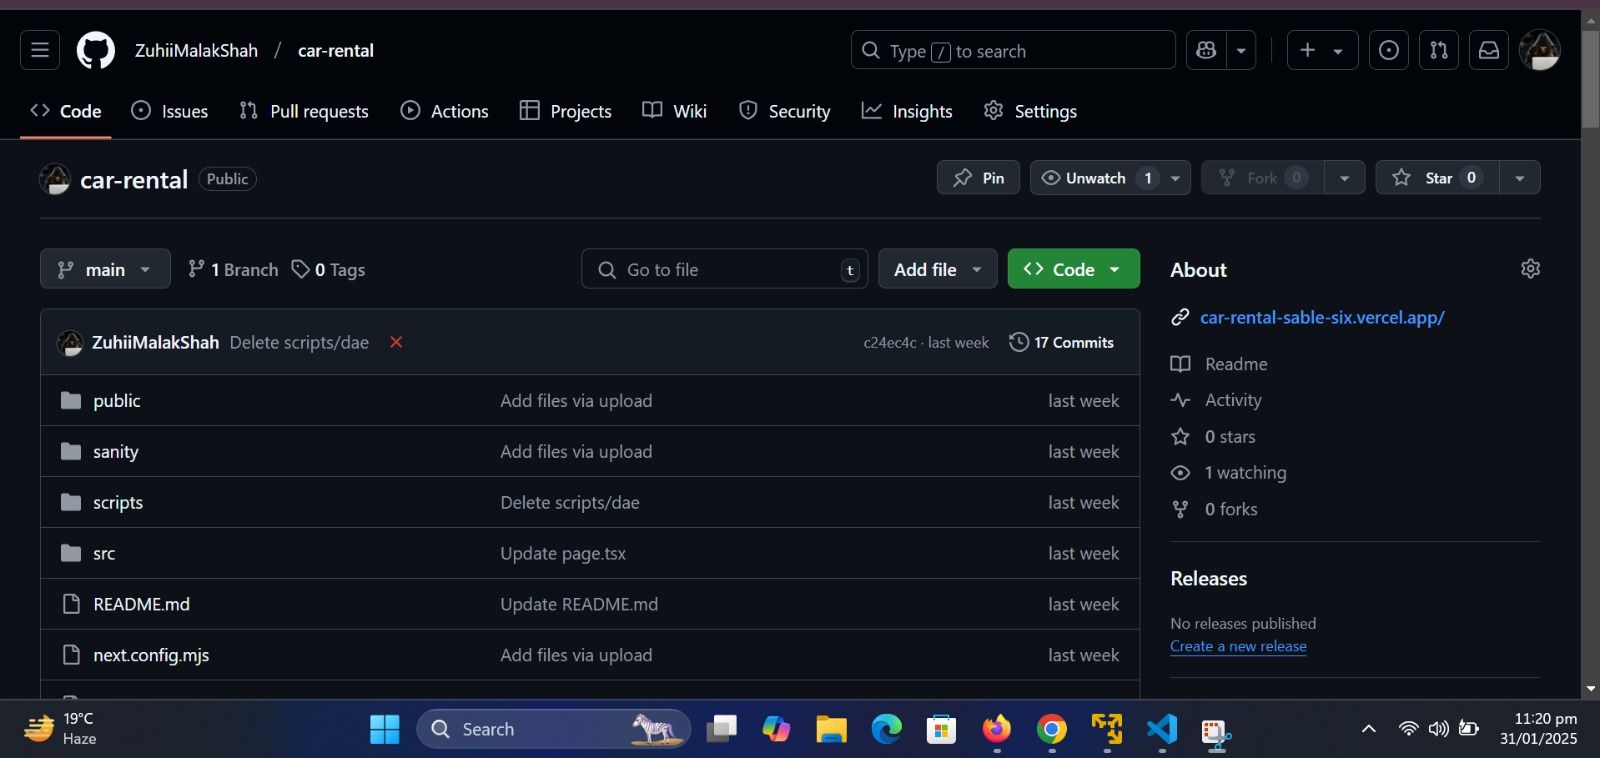 ZuhiiMalakShah / car-rental
Type / to search
Code Issues Pull requests Actions Projects Wiki Security Insights Settings
car-rental Public
Pin Unwatch 1 Fork 0 Star 0
main 1 Branch 0 Tags
Go to file t Add file Code
About
car-rental-sable-six.vercel.app/
ZuhiiMalakShah Delete scripts/dae c24ec4c · last week 17 Commits
Readme
public Add files via upload last week
Activity
0 stars
sanity Add files via upload last week
1 watching
scripts Delete scripts/dae last week
0 forks
src Update page.tsx last week
Releases
README.md Update README.md last week
No releases published
Create a new release
next.config.mjs Add files via upload last week
19°C
Haze
Search
11:20 pm
31/01/2025